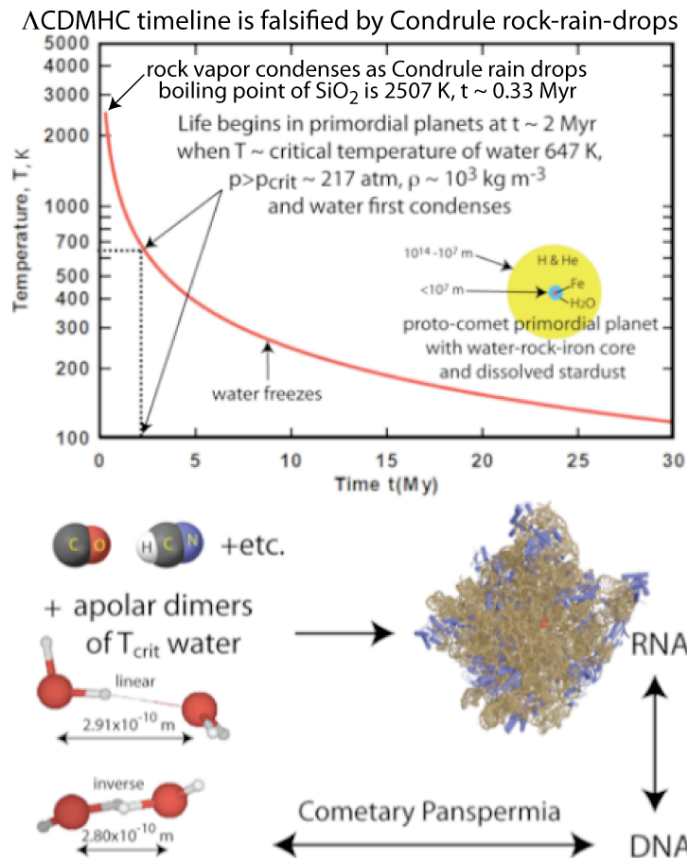 ΛCDMHC timeline is falsified by Condrule rock-rain-drops
5000
3000
2000
1000
700
500
400
300
200
100
Temperature, T, K
rock vapor condenses as Condrule rain drops
boiling point of SiO2 is 2507 K, t ~ 0.33 Myr
Life begins in primordial planets at t ~ 2 Myr
when T ~ critical temperature of water 647 K,
p>pcrit ~ 217 atm, ρ ~ 10³ kg m⁻³
and water first condenses
10¹⁴ -10⁷ m
H & He
<10⁷ m
Fe
H2O
proto-comet primordial planet
with water-rock-iron core
and dissolved stardust
water freezes
0
5
10
15
20
25
30
Time t(My)
C O
H C N
+etc.
+ apolar dimers
of Tcrit water
linear
2.91x10⁻¹⁰ m
inverse
2.80x10⁻¹⁰ m
RNA
Cometary Panspermia
DNA